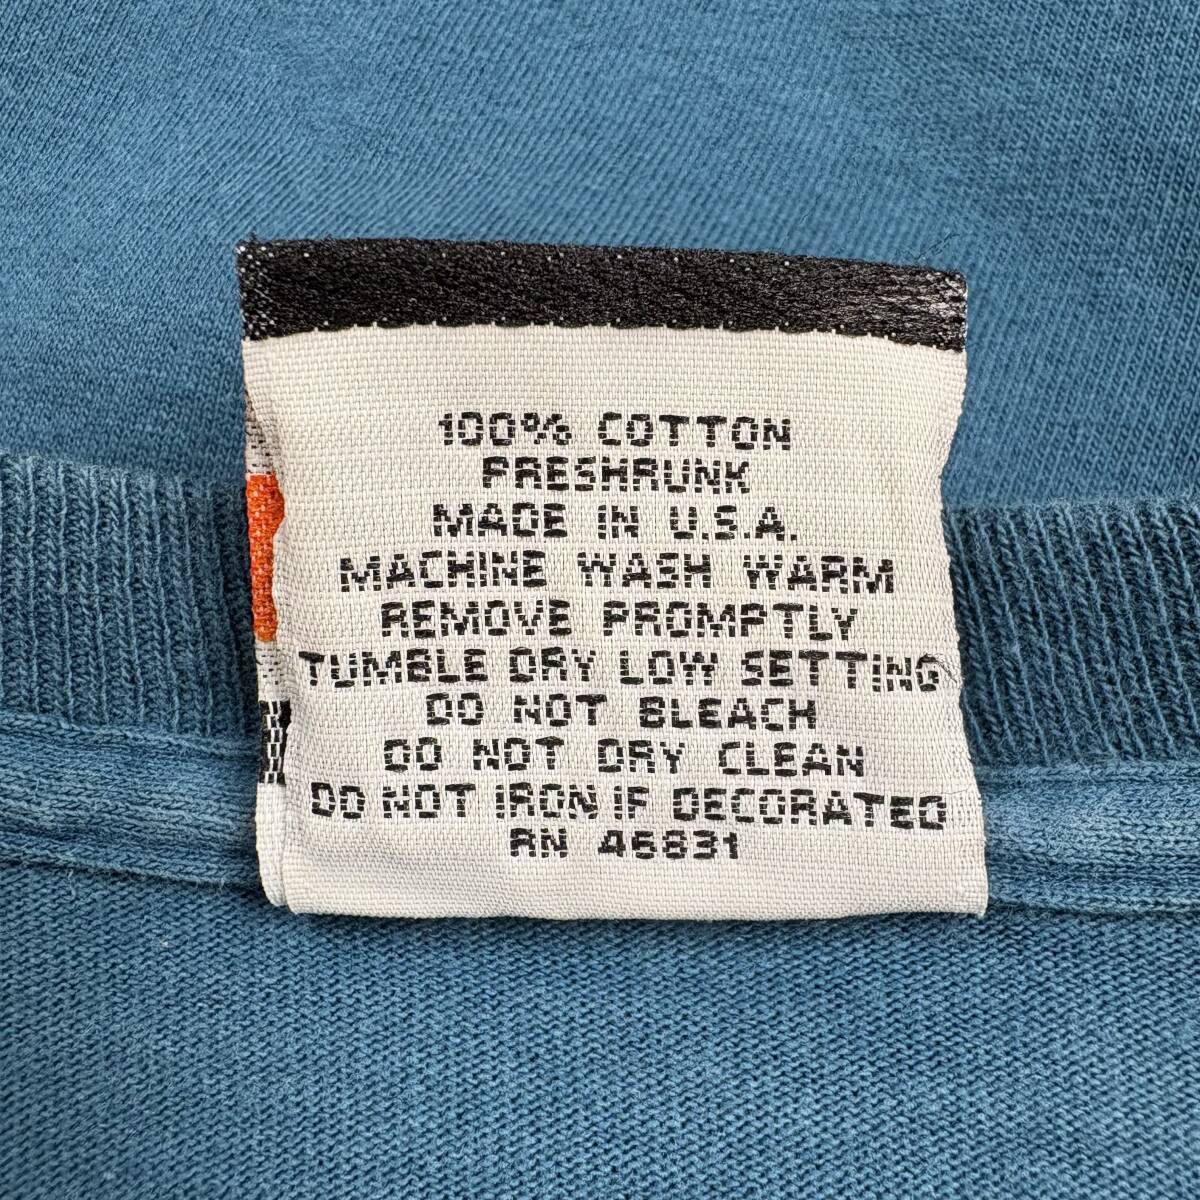 100% COTTON
PRESHRUNK
MADE IN U.S.A.
MACHINE WASH WARM
REMOVE PROMPTLY
TUMBLE DRY LOW SETTING
DO NOT BLEACH
DO NOT DRY CLEAN
DO NOT IRON IF DECORATED
RN 46831